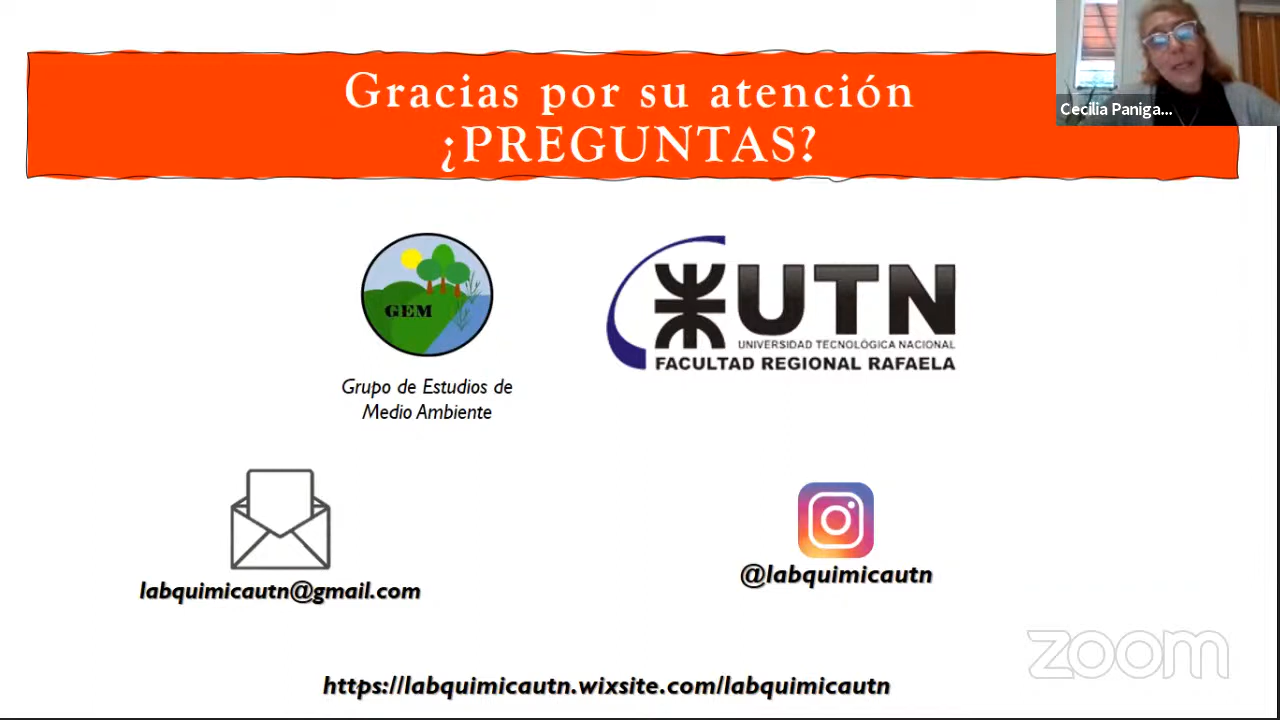 Gracias por su atención
¿PREGUNTAS?
Cecilia Paniga...
GEM
UTN
UNIVERSIDAD TECNOLÓGICA NACIONAL
FACULTAD REGIONAL RAFAELA
Grupo de Estudios de
Medio Ambiente
labquimicautn@gmail.com
@labquimicautn
zoom
https://labquimicautn.wixsite.com/labquimicautn